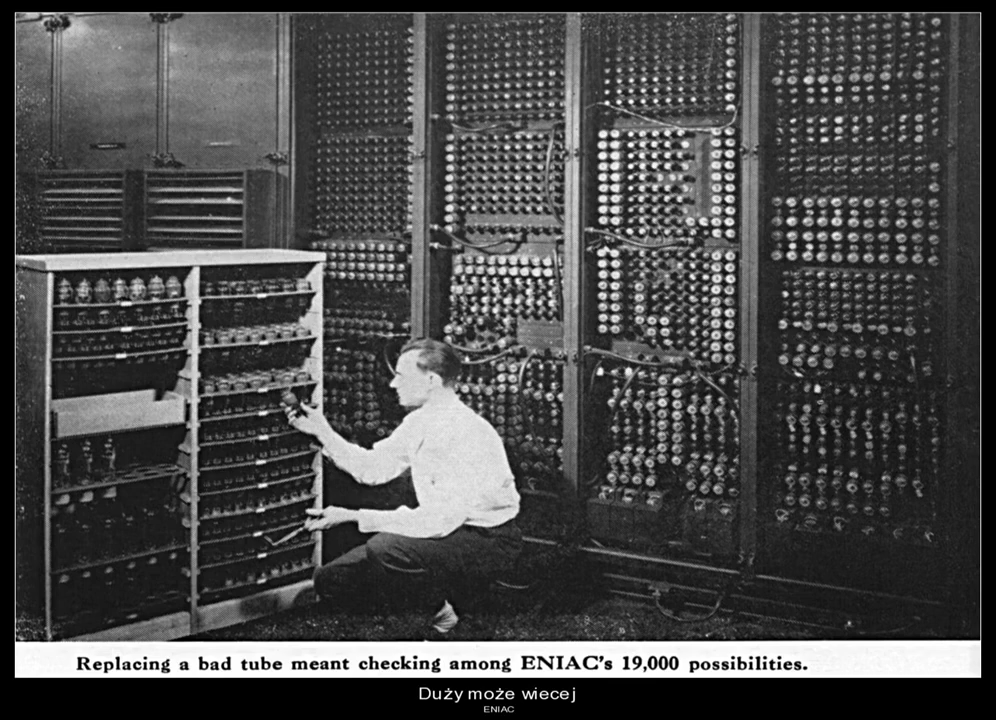 Replacing a bad tube meant checking among ENIAC's 19,000 possibilities.
Duży może wiecej
ENIAC